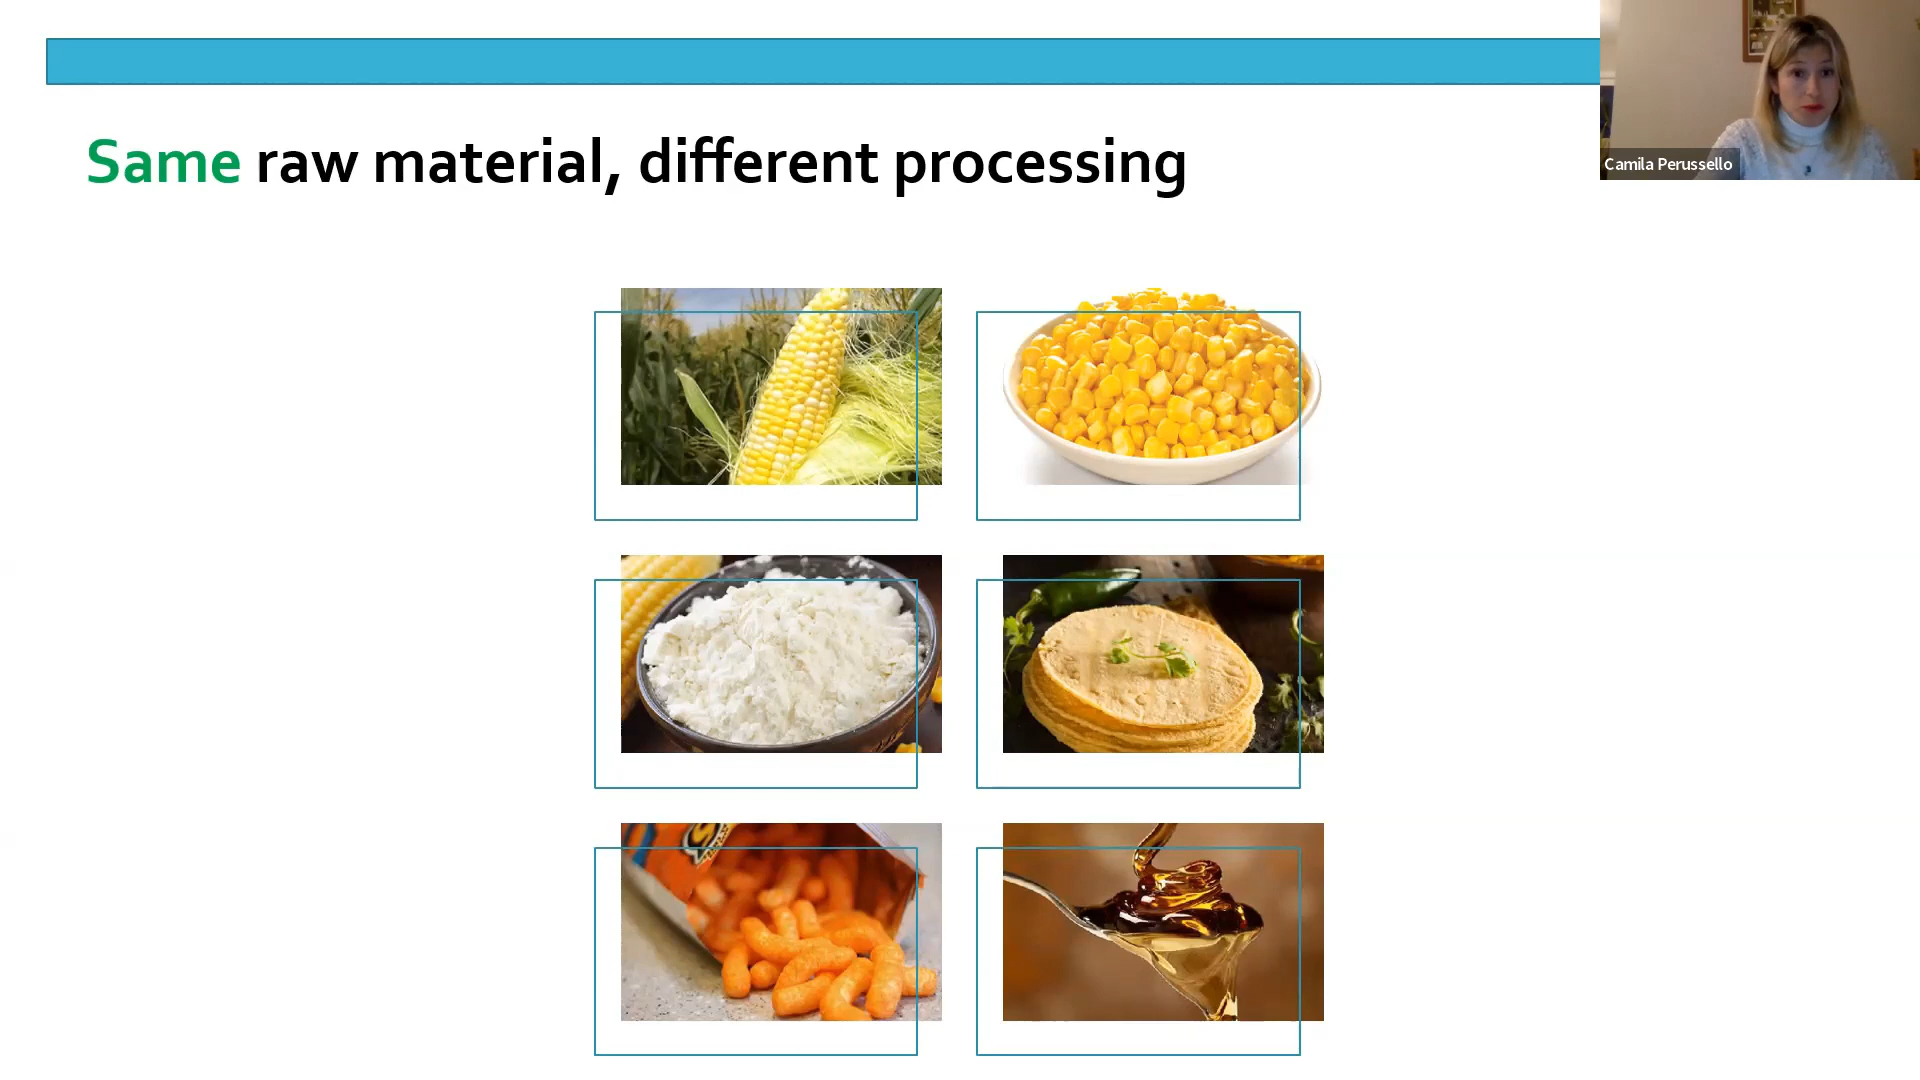 Same raw material, different processing
Camila Perussello